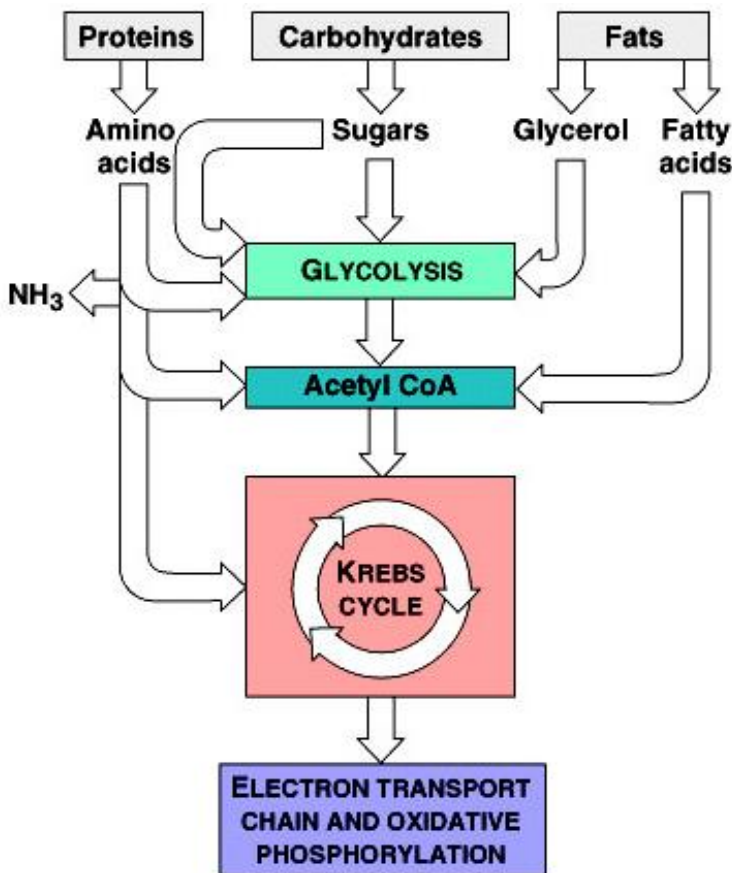 Proteins
Carbohydrates
Fats
Amino
acids
Sugars
Glycerol
Fatty
acids
GLYCOLYSIS
NH₃
Acetyl CoA
KREBS
CYCLE
ELECTRON TRANSPORT
CHAIN AND OXIDATIVE
PHOSPHORYLATION